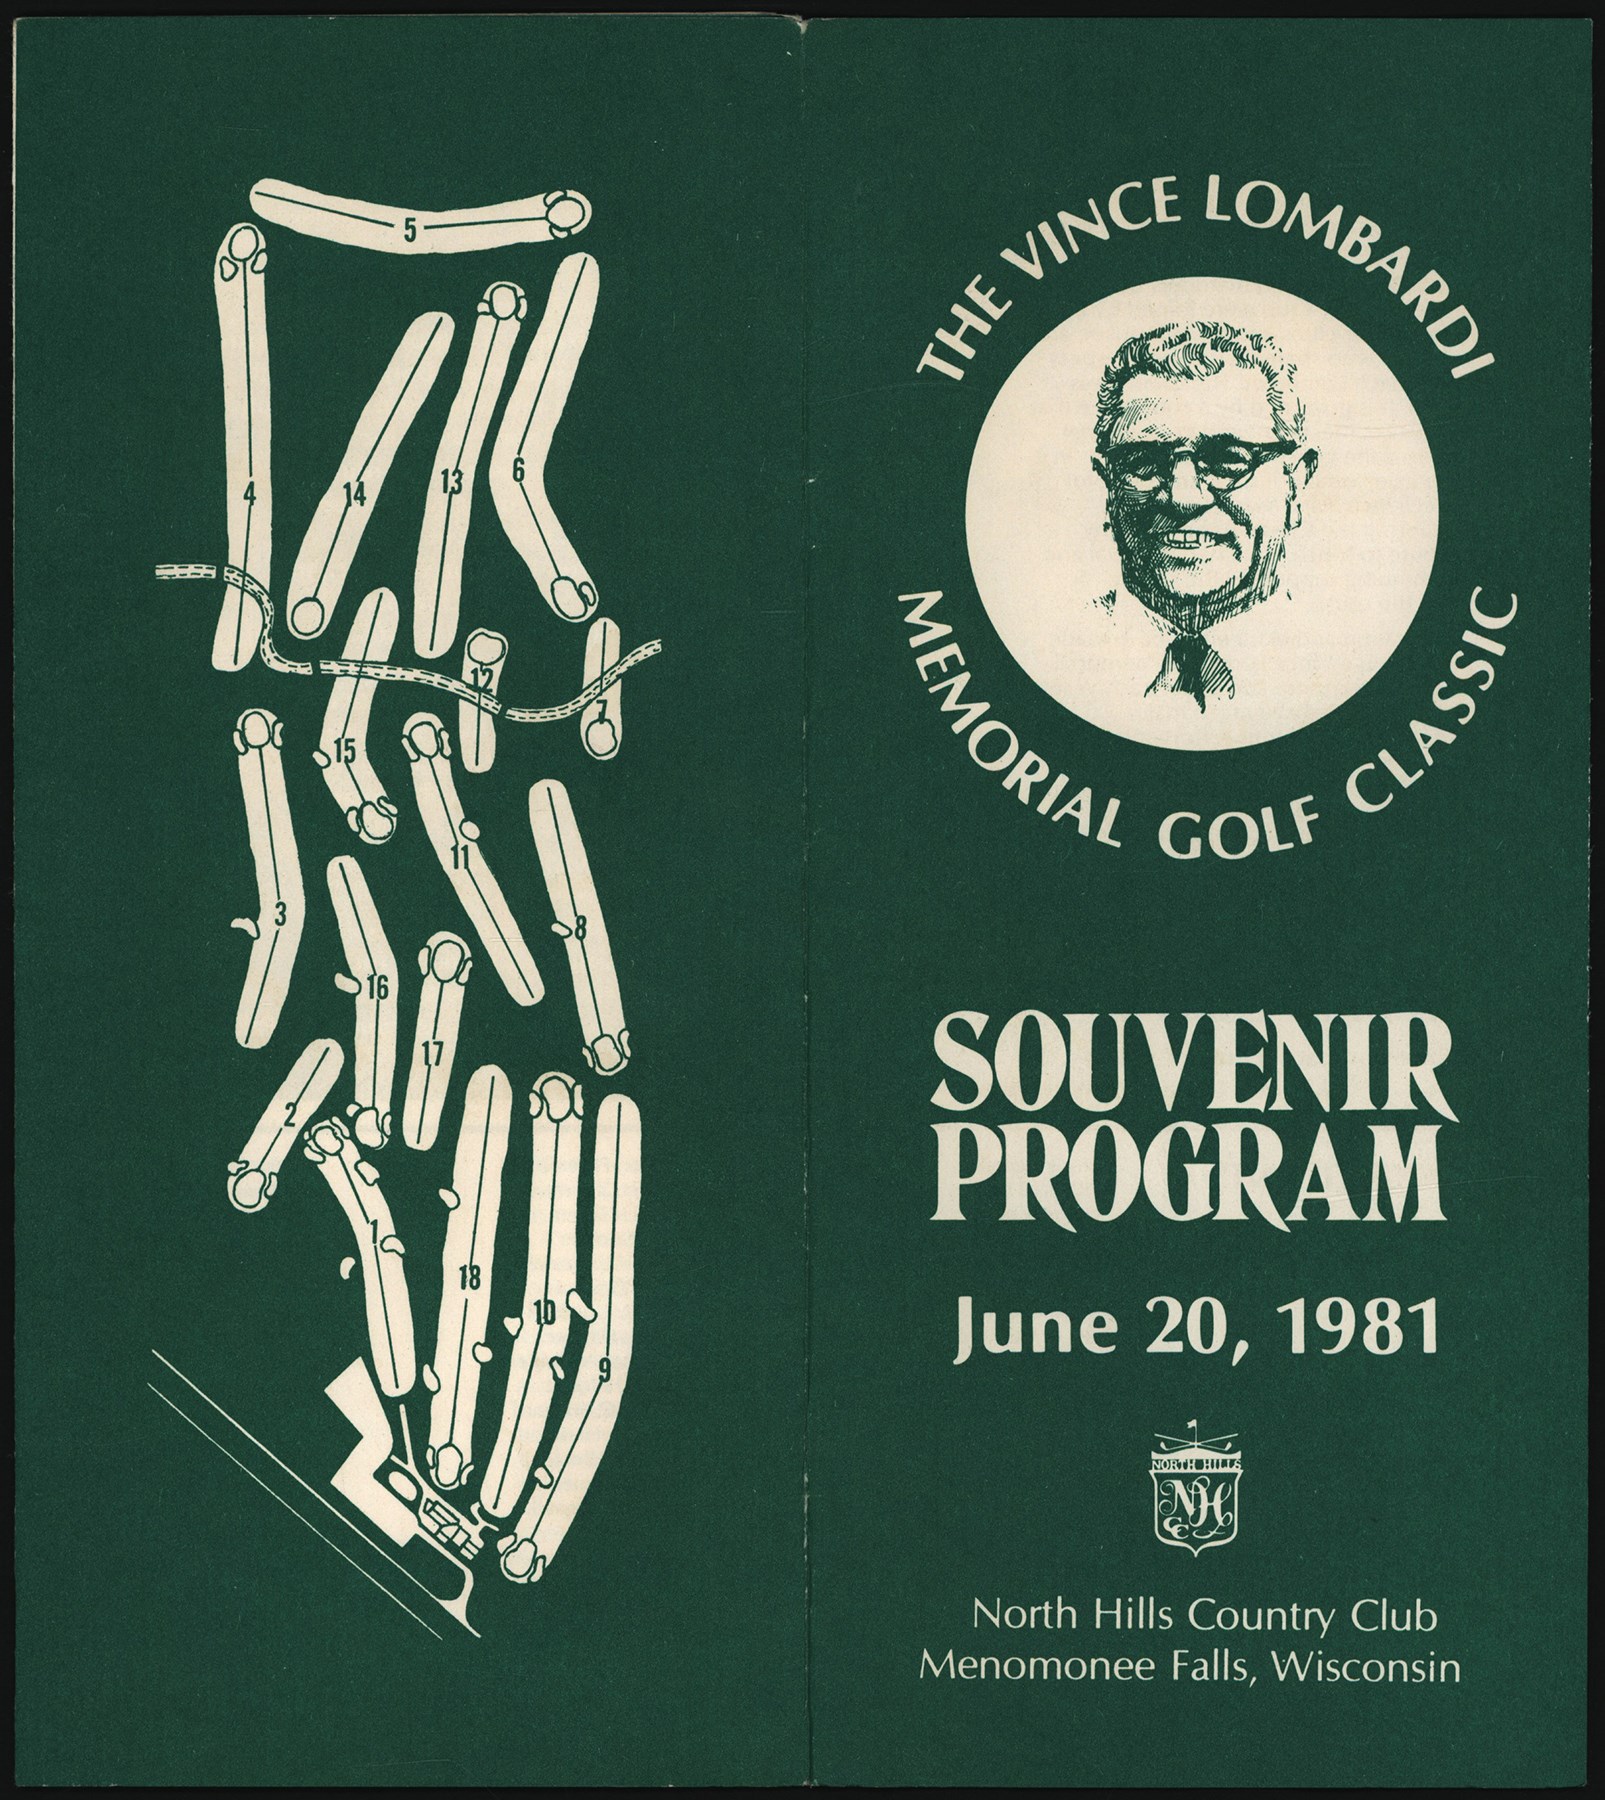 5
4
14
13
6
12
7
15
11
3
8
16
17
2
1
18
10
9
THE VINCE LOMBARDI
MEMORIAL GOLF CLASSIC
SOUVENIR
PROGRAM
June 20, 1981
NORTH HILLS
NH
CC
North Hills Country Club
Menomonee Falls, Wisconsin